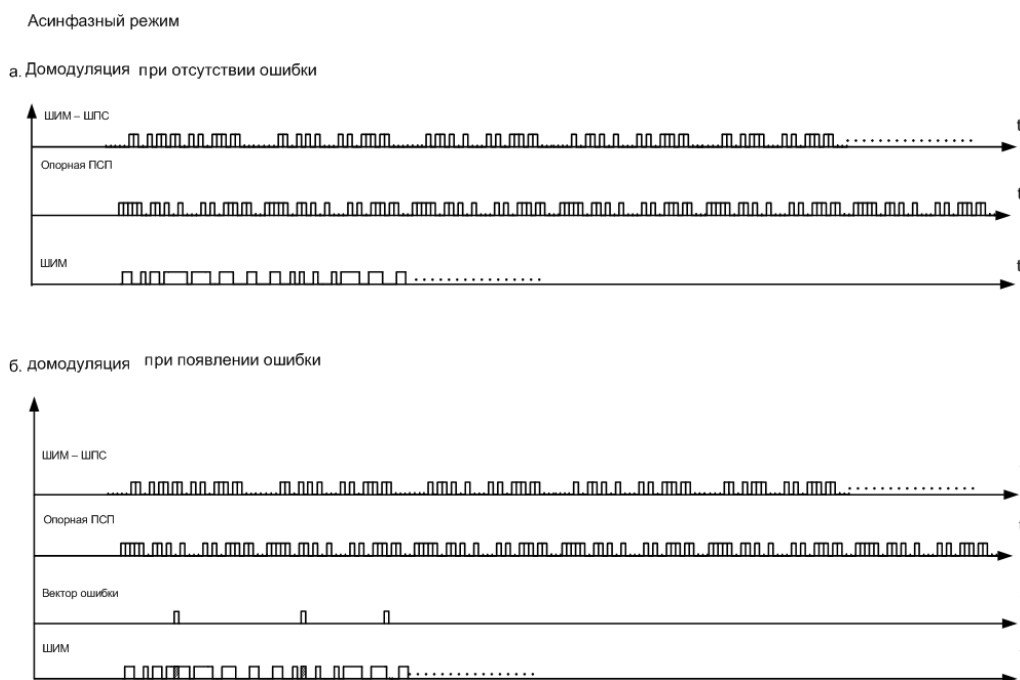 Асинфазный режим
а. Домодуляция при отсутствии ошибки
ШИМ – ШПС
t
Опорная ПСП
t
ШИМ
t
б. домодуляция при появлении ошибки
ШИМ – ШПС
Опорная ПСП
Вектор ошибки
ШИМ